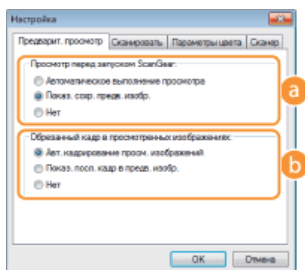 Настройка
Предварит. просмотр
Сканировать
Параметры цвета
Сканер
Просмотр перед запуском ScanGear:
Автоматическое выполнение просмотра
Показ. сохр. предв. изобр.
Нет
a
Обрезанный кадр в просмотренных изображениях:
Авт. кадрирование просм. изображений
Показ. посл. кадр в предв. изобр.
Нет
b
OK
Отмена